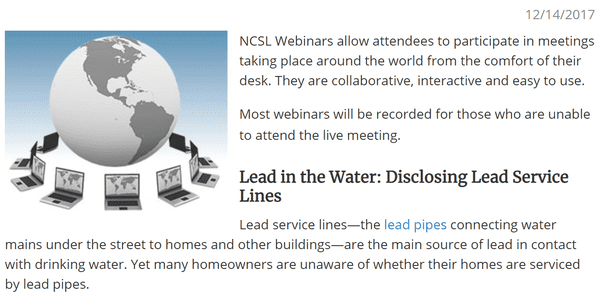 12/14/2017
NCSL Webinars allow attendees to participate in meetings
taking place around the world from the comfort of their
desk. They are collaborative, interactive and easy to use.
Most webinars will be recorded for those who are unable
to attend the live meeting.
Lead in the Water: Disclosing Lead Service
Lines
Lead service lines—the lead pipes connecting water
mains under the street to homes and other buildings—are the main source of lead in contact
with drinking water. Yet many homeowners are unaware of whether their homes are serviced
by lead pipes.